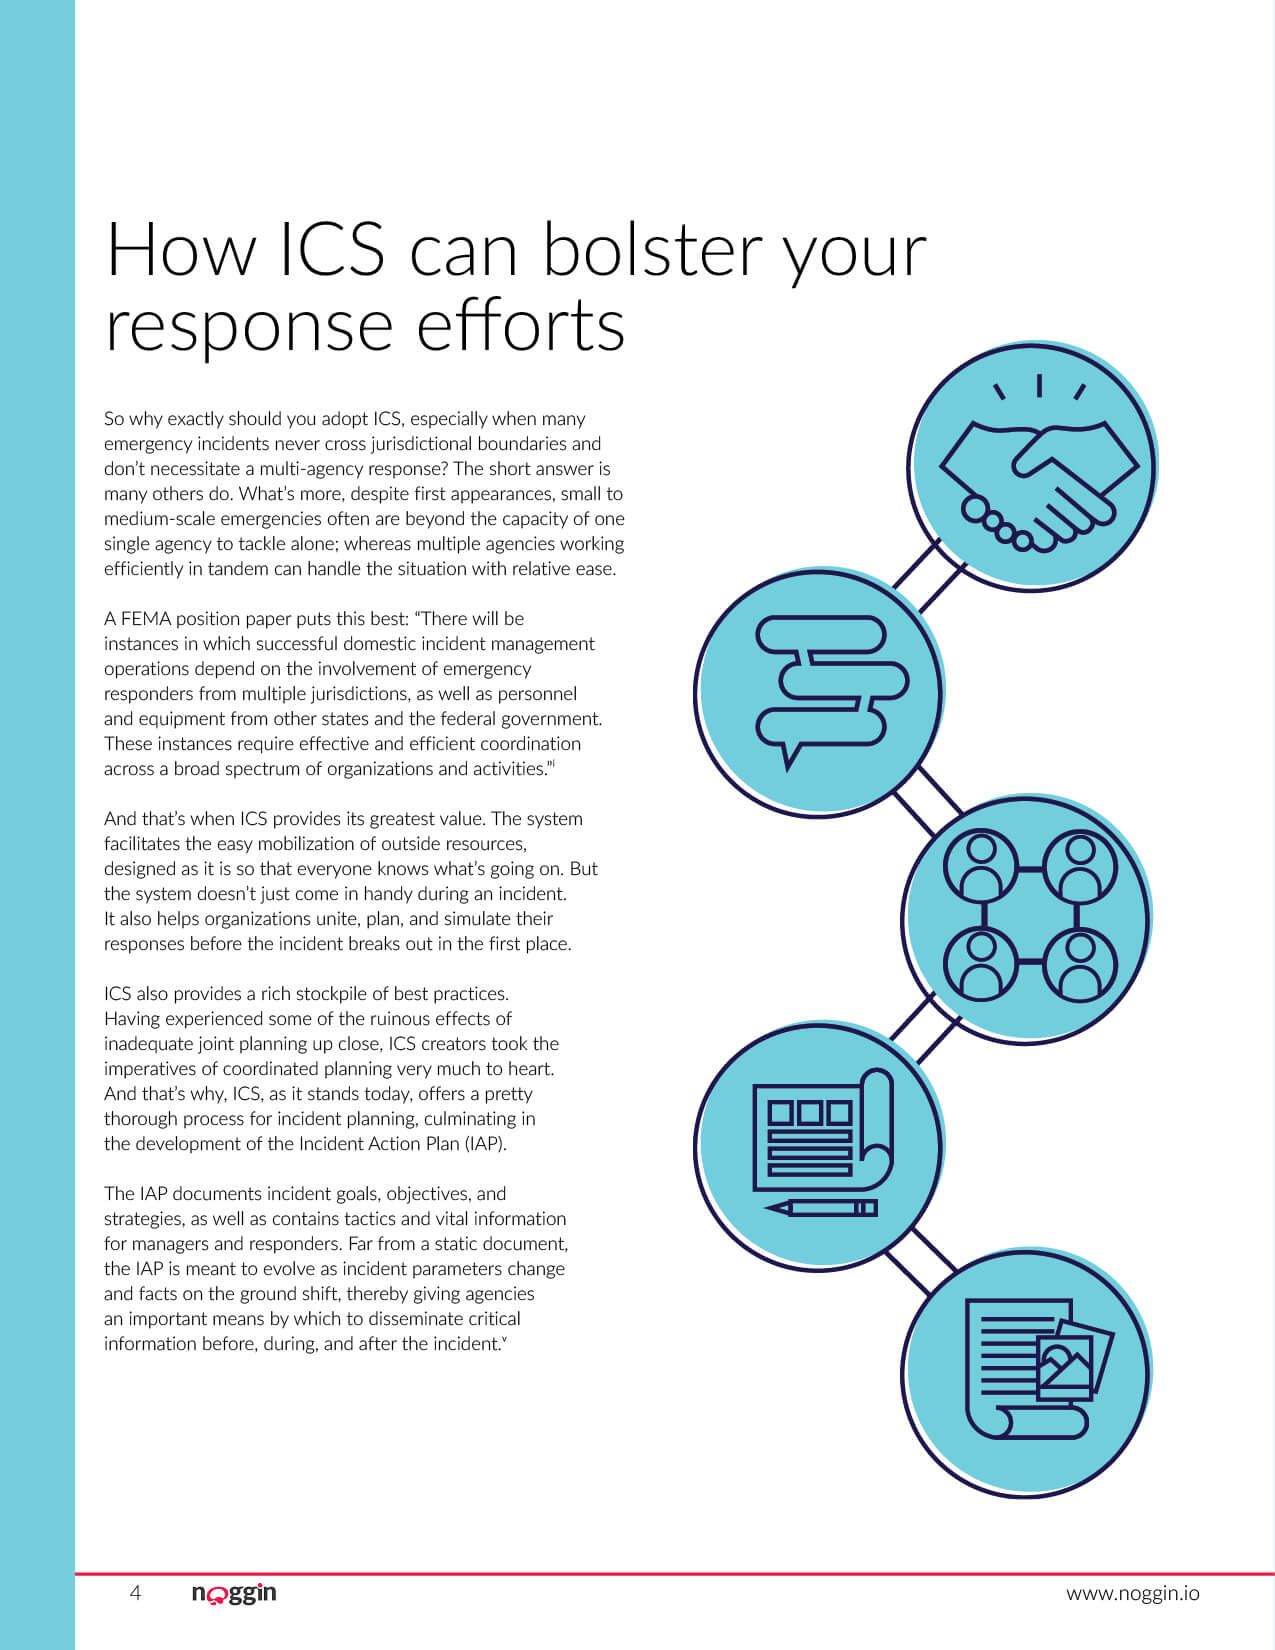 How ICS can bolster your
response efforts
So why exactly should you adopt ICS, especially when many
emergency incidents never cross jurisdictional boundaries and
don’t necessitate a multi-agency response? The short answer is
many others do. What’s more, despite first appearances, small to
medium-scale emergencies often are beyond the capacity of one
single agency to tackle alone; whereas multiple agencies working
efficiently in tandem can handle the situation with relative ease.
A FEMA position paper puts this best: “There will be
instances in which successful domestic incident management
operations depend on the involvement of emergency
responders from multiple jurisdictions, as well as personnel
and equipment from other states and the federal government.
These instances require effective and efficient coordination
across a broad spectrum of organizations and activities.”ⁱ
And that’s when ICS provides its greatest value. The system
facilitates the easy mobilization of outside resources,
designed as it is so that everyone knows what’s going on. But
the system doesn’t just come in handy during an incident.
It also helps organizations unite, plan, and simulate their
responses before the incident breaks out in the first place.
ICS also provides a rich stockpile of best practices.
Having experienced some of the ruinous effects of
inadequate joint planning up close, ICS creators took the
imperatives of coordinated planning very much to heart.
And that’s why, ICS, as it stands today, offers a pretty
thorough process for incident planning, culminating in
the development of the Incident Action Plan (IAP).
The IAP documents incident goals, objectives, and
strategies, as well as contains tactics and vital information
for managers and responders. Far from a static document,
the IAP is meant to evolve as incident parameters change
and facts on the ground shift, thereby giving agencies
an important means by which to disseminate critical
information before, during, and after the incident.ᵛ
4 noggin www.noggin.io